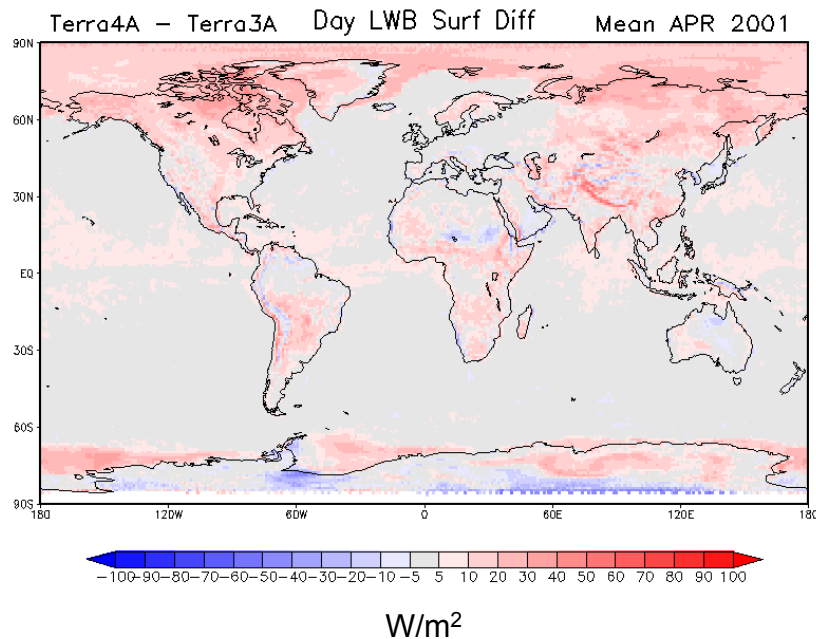 Terra4A − Terra3A Day LWB Surf Diff Mean APR 2001
90N
60N
30N
EQ
30S
60S
90S
180 120W 60W 0 60E 120E 180
−100 −90 −80 −70 −60 −50 −40 −30 −20 −10 −5 5 10 20 30 40 50 60 70 80 90 100
W/m²